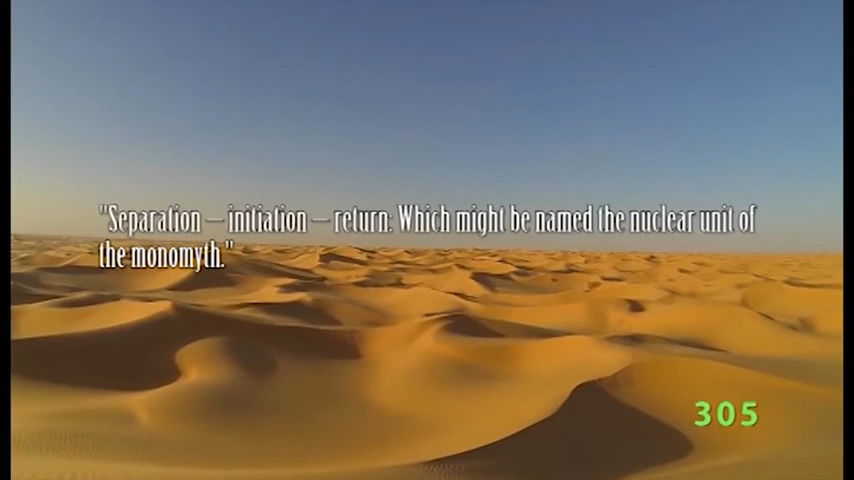 "Separation – initiation – return: Which might be named the nuclear unit of
the monomyth."
305